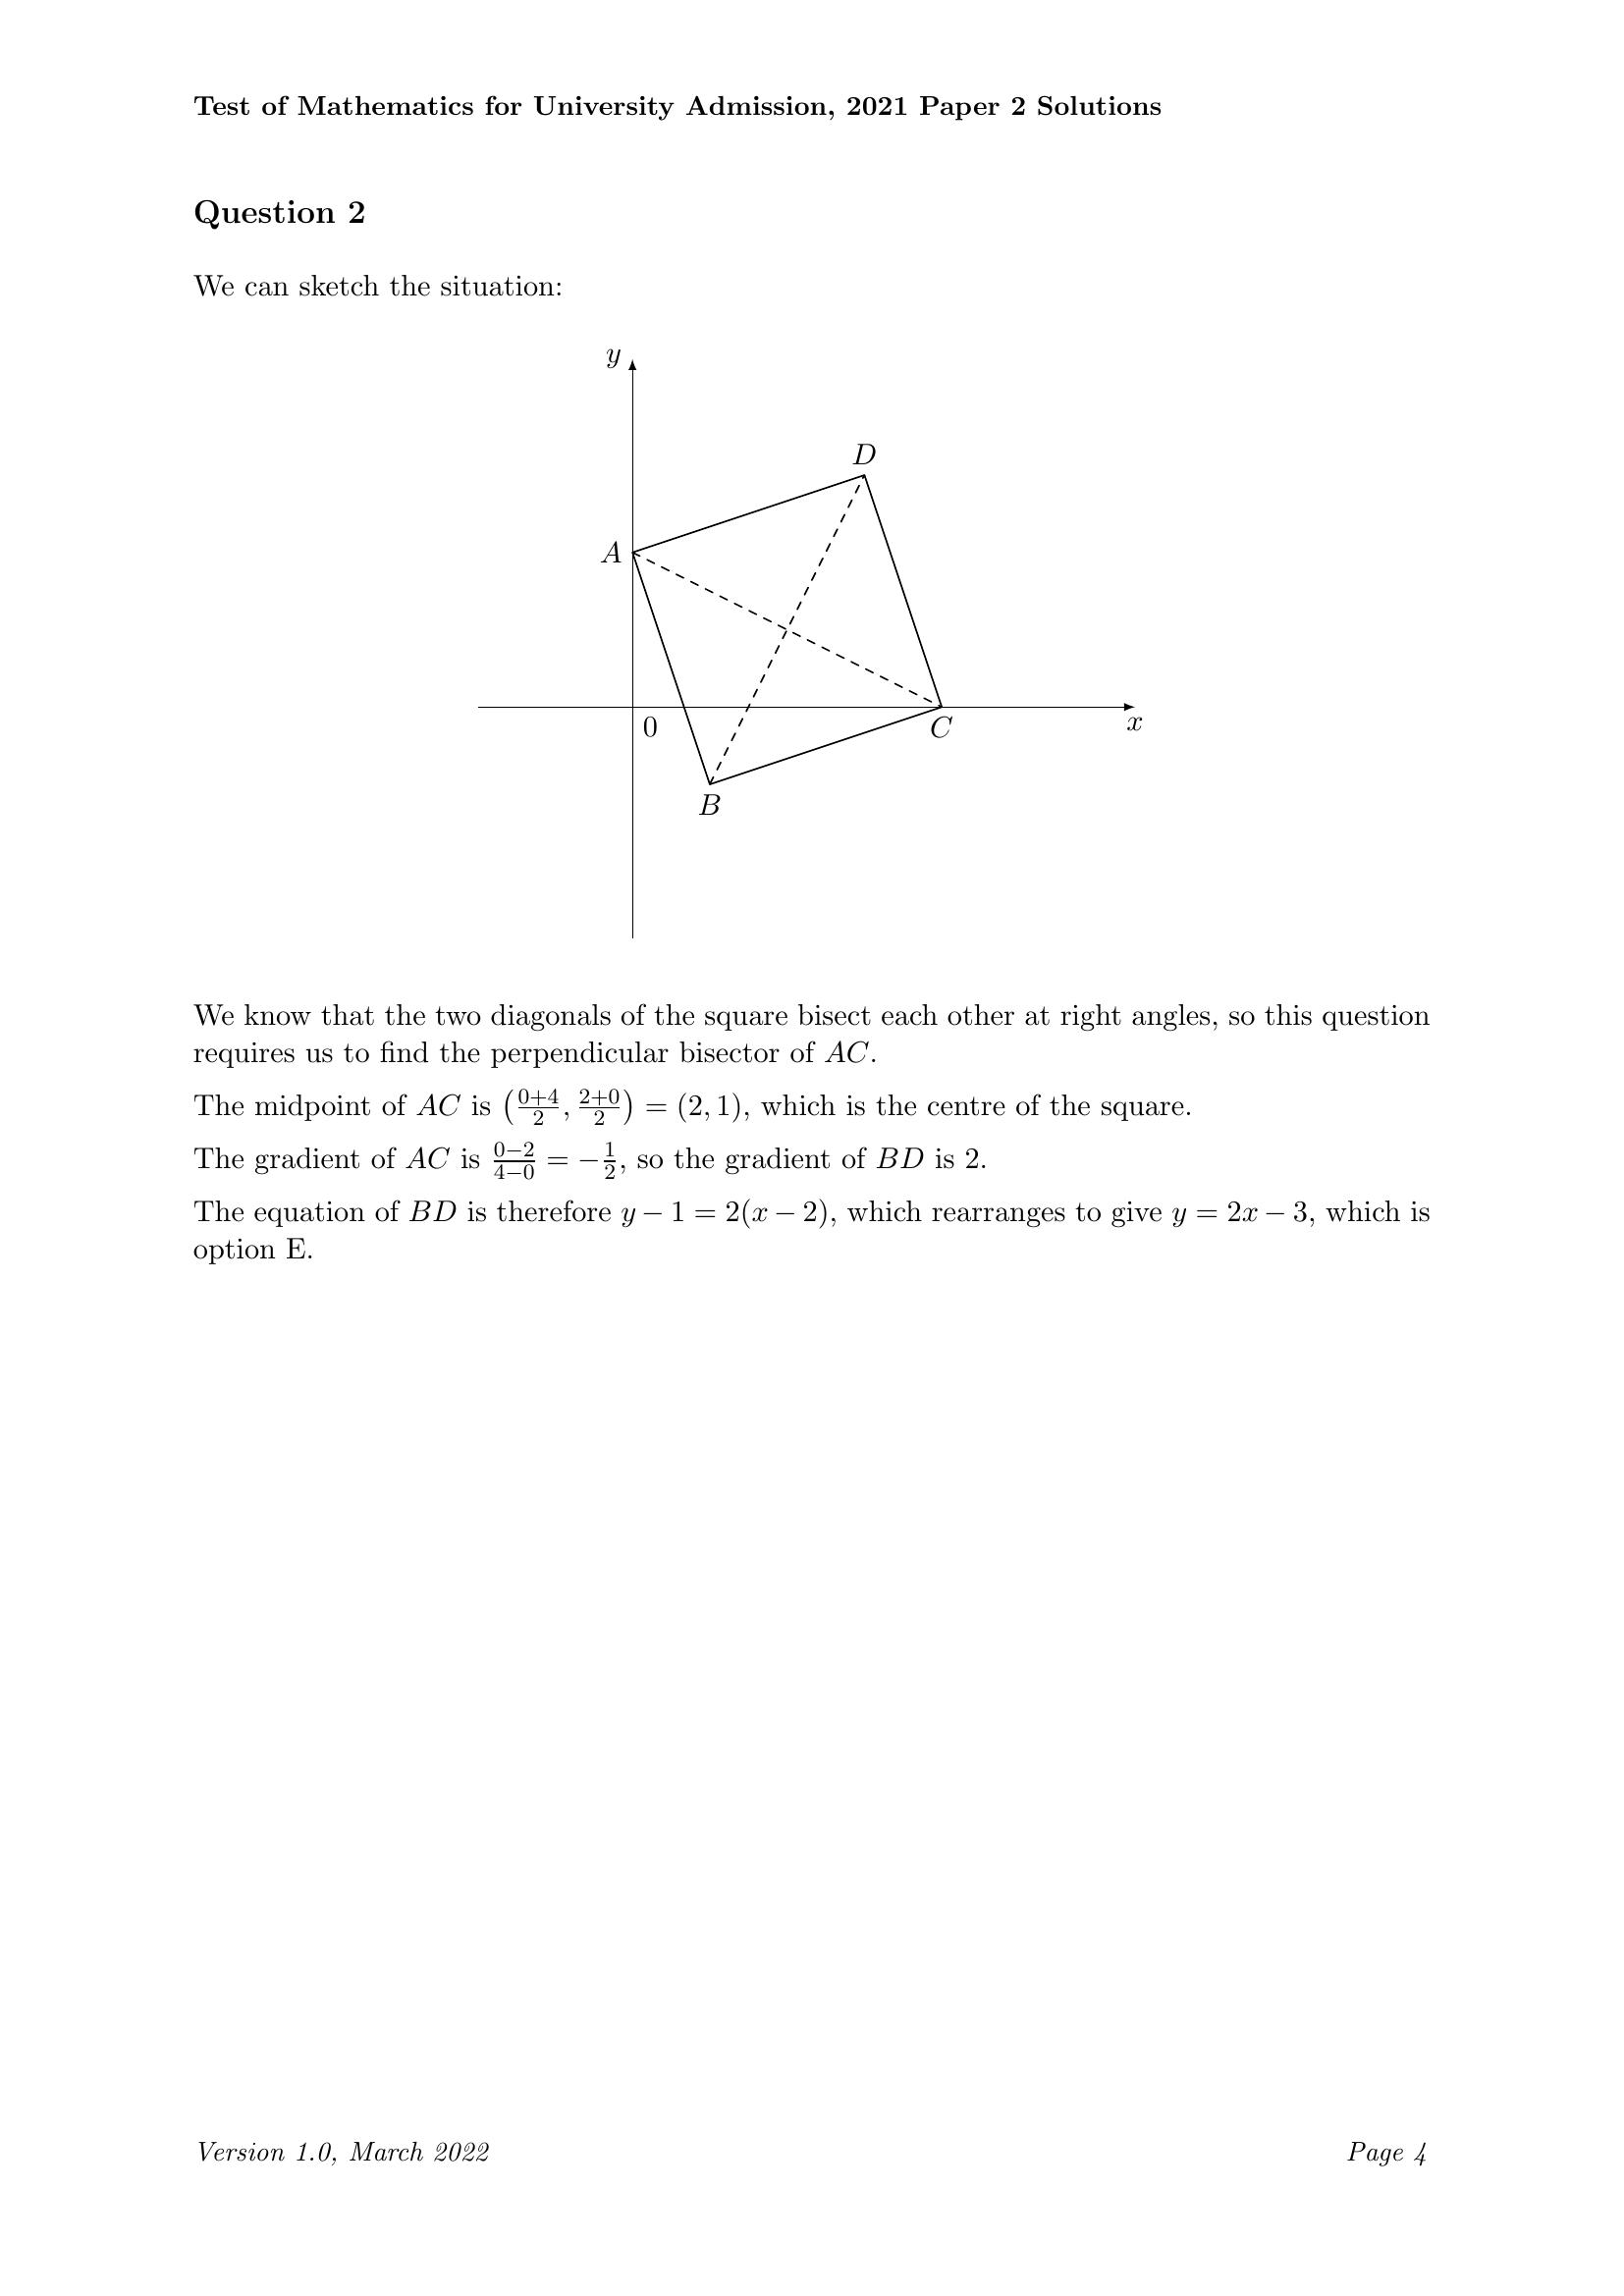 Test of Mathematics for University Admission, 2021 Paper 2 Solutions
Question 2
We can sketch the situation:
y
D
A
0
C
x
B
We know that the two diagonals of the square bisect each other at right angles, so this question
requires us to find the perpendicular bisector of AC.
The midpoint of AC is (\frac{0+4}{2}, \frac{2+0}{2}) = (2, 1), which is the centre of the square.
The gradient of AC is \frac{0−2}{4−0} = −\frac{1}{2}, so the gradient of BD is 2.
The equation of BD is therefore y − 1 = 2(x − 2), which rearranges to give y = 2x − 3, which is
option E.
Version 1.0, March 2022
Page 4